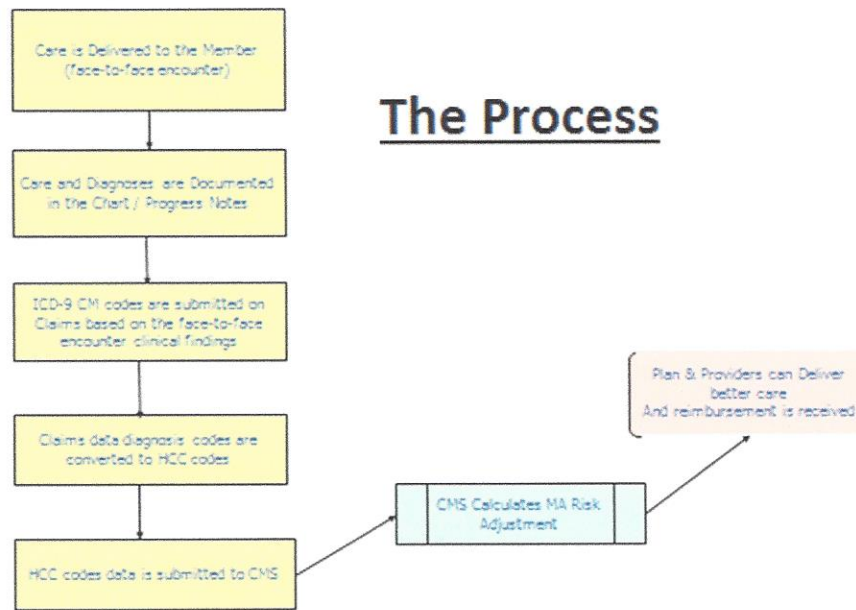 The Process
Care is Delivered to the Member
(face-to-face encounter)
Care and Diagnoses are Documented
in the Chart / Progress Notes
ICD-9 CM codes are submitted on
Claims based on the face-to-face
encounter clinical findings
Claims data diagnosis codes are
converted to HCC codes
HCC codes data is submitted to CMS
CMS Calculates MA Risk
Adjustment
Plan & Providers can Deliver
better care
And reimbursement is received